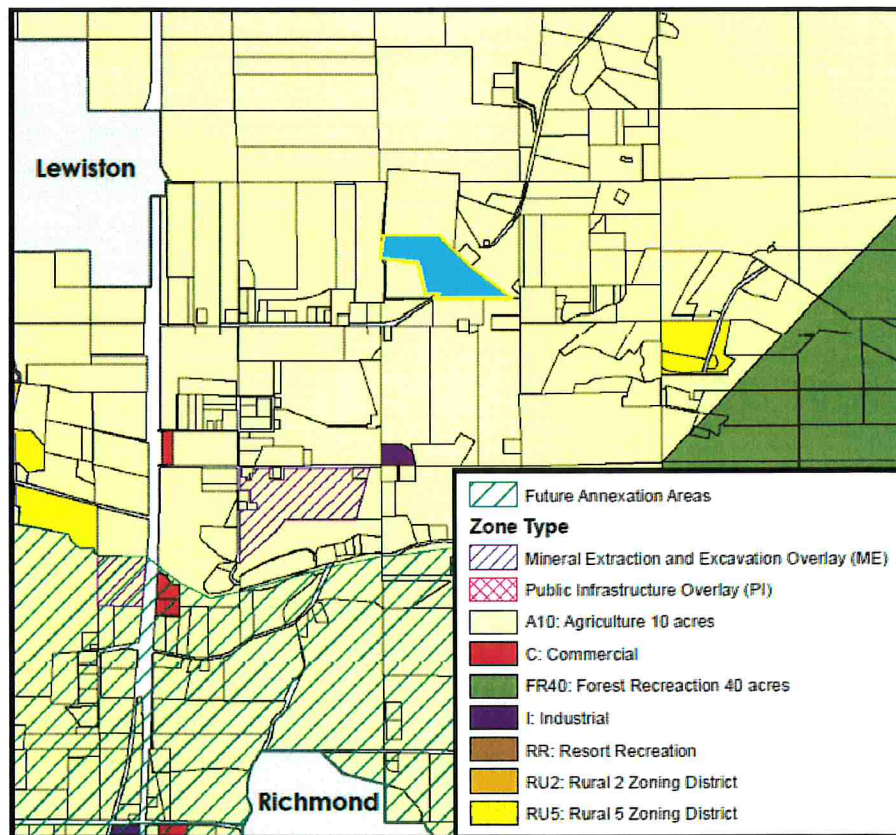 Lewiston
Future Annexation Areas
Zone Type
Mineral Extraction and Excavation Overlay (ME)
Public Infrastructure Overlay (PI)
A10: Agriculture 10 acres
C: Commercial
FR40: Forest Recreaction 40 acres
I: Industrial
RR: Resort Recreation
RU2: Rural 2 Zoning District
RU5: Rural 5 Zoning District
Richmond